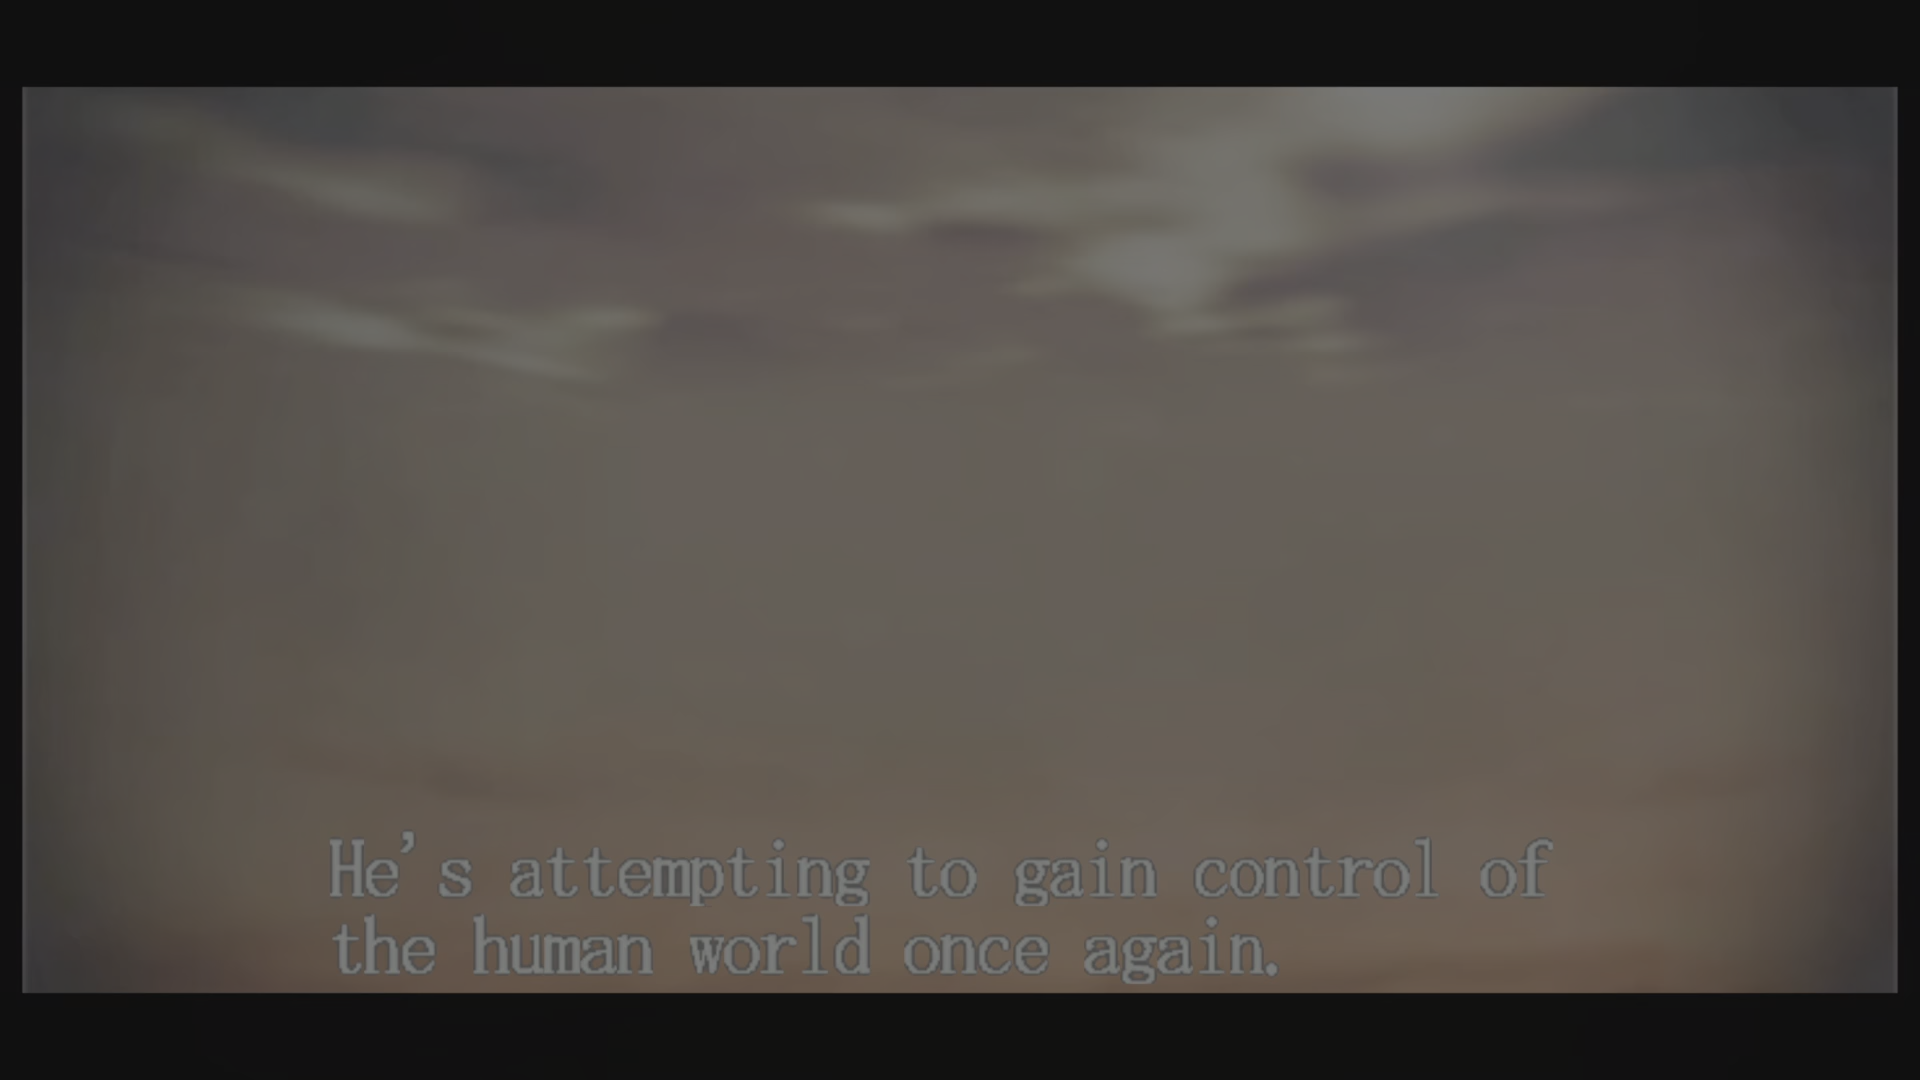 He's attempting to gain control of
the human world once again.